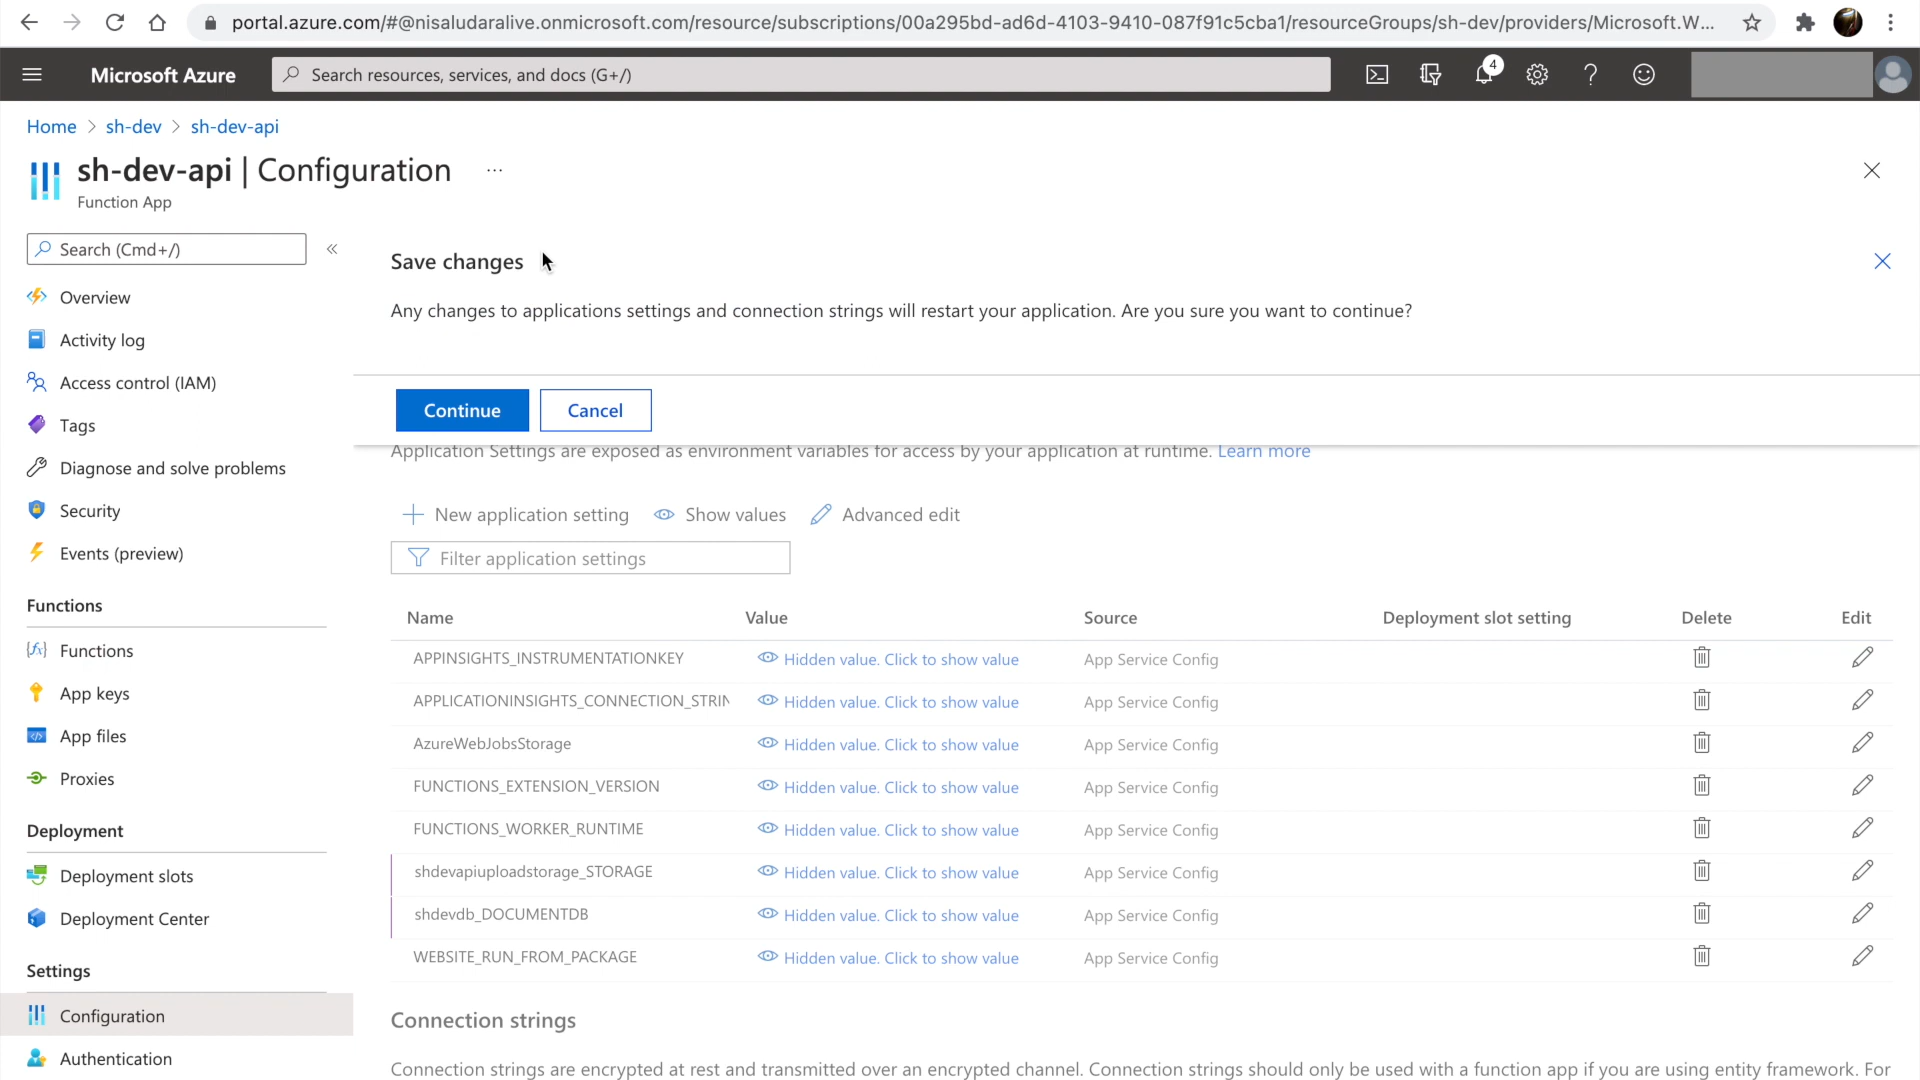 portal.azure.com/#@nisaludaralive.onmicrosoft.com/resource/subscriptions/00a295bd-ad6d-4103-9410-087f91c5cba1/resourceGroups/sh-dev/providers/Microsoft.W...
Microsoft Azure
Search resources, services, and docs (G+/)
4
Home > sh-dev > sh-dev-api
sh-dev-api | Configuration ...
Function App
Search (Cmd+/)
«
Overview
Activity log
Access control (IAM)
Tags
Diagnose and solve problems
Security
Events (preview)
Functions
Functions
App keys
App files
Proxies
Deployment
Deployment slots
Deployment Center
Settings
Configuration
Authentication
Save changes
Any changes to applications settings and connection strings will restart your application. Are you sure you want to continue?
Continue Cancel
Application Settings are exposed as environment variables for access by your application at runtime. Learn more
New application setting Show values Advanced edit
Filter application settings
Name Value Source Deployment slot setting Delete Edit
APPINSIGHTS_INSTRUMENTATIONKEY Hidden value. Click to show value App Service Config
APPLICATIONINSIGHTS_CONNECTION_STRIN Hidden value. Click to show value App Service Config
AzureWebJobsStorage Hidden value. Click to show value App Service Config
FUNCTIONS_EXTENSION_VERSION Hidden value. Click to show value App Service Config
FUNCTIONS_WORKER_RUNTIME Hidden value. Click to show value App Service Config
shdevapiuploadstorage_STORAGE Hidden value. Click to show value App Service Config
shdevdb_DOCUMENTDB Hidden value. Click to show value App Service Config
WEBSITE_RUN_FROM_PACKAGE Hidden value. Click to show value App Service Config
Connection strings
Connection strings are encrypted at rest and transmitted over an encrypted channel. Connection strings should only be used with a function app if you are using entity framework. For